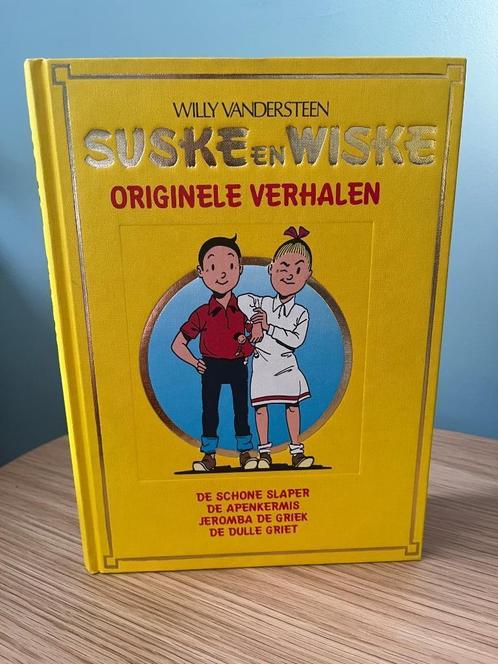 WILLY VANDERSTEEN
SUSKE EN WISKE
ORIGINELE VERHALEN
DE SCHONE SLAPER
DE APENKERMIS
JEROMBA DE GRIEK
DE DULLE GRIET